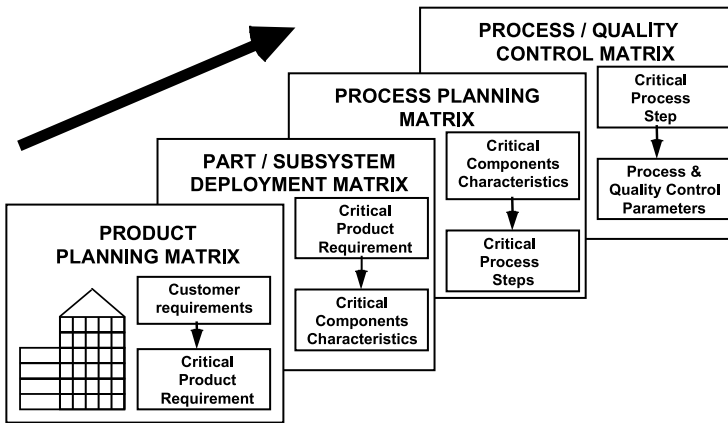 PROCESS / QUALITY
CONTROL MATRIX
Critical
Process
Step
Process &
Quality Control
Parameters
PROCESS PLANNING
MATRIX
Critical
Components
Characteristics
Critical
Process
Steps
PART / SUBSYSTEM
DEPLOYMENT MATRIX
Critical
Product
Requirement
Critical
Components
Characteristics
PRODUCT
PLANNING MATRIX
Customer
requirements
Critical
Product
Requirement